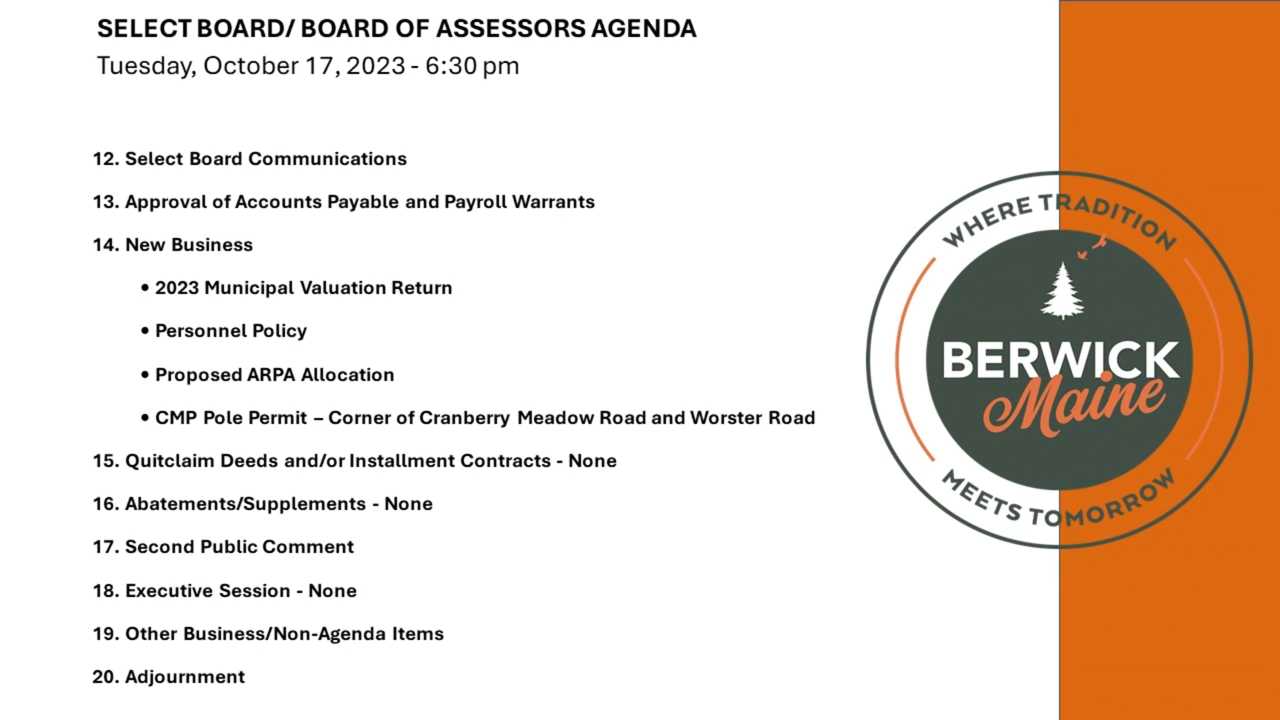 SELECT BOARD/ BOARD OF ASSESSORS AGENDA
Tuesday, October 17, 2023 - 6:30 pm
12. Select Board Communications
13. Approval of Accounts Payable and Payroll Warrants
14. New Business
• 2023 Municipal Valuation Return
• Personnel Policy
• Proposed ARPA Allocation
• CMP Pole Permit – Corner of Cranberry Meadow Road and Worster Road
15. Quitclaim Deeds and/or Installment Contracts - None
16. Abatements/Supplements - None
17. Second Public Comment
18. Executive Session - None
19. Other Business/Non-Agenda Items
20. Adjournment
WHERE TRADITION
BERWICK
Maine
MEETS TOMORROW